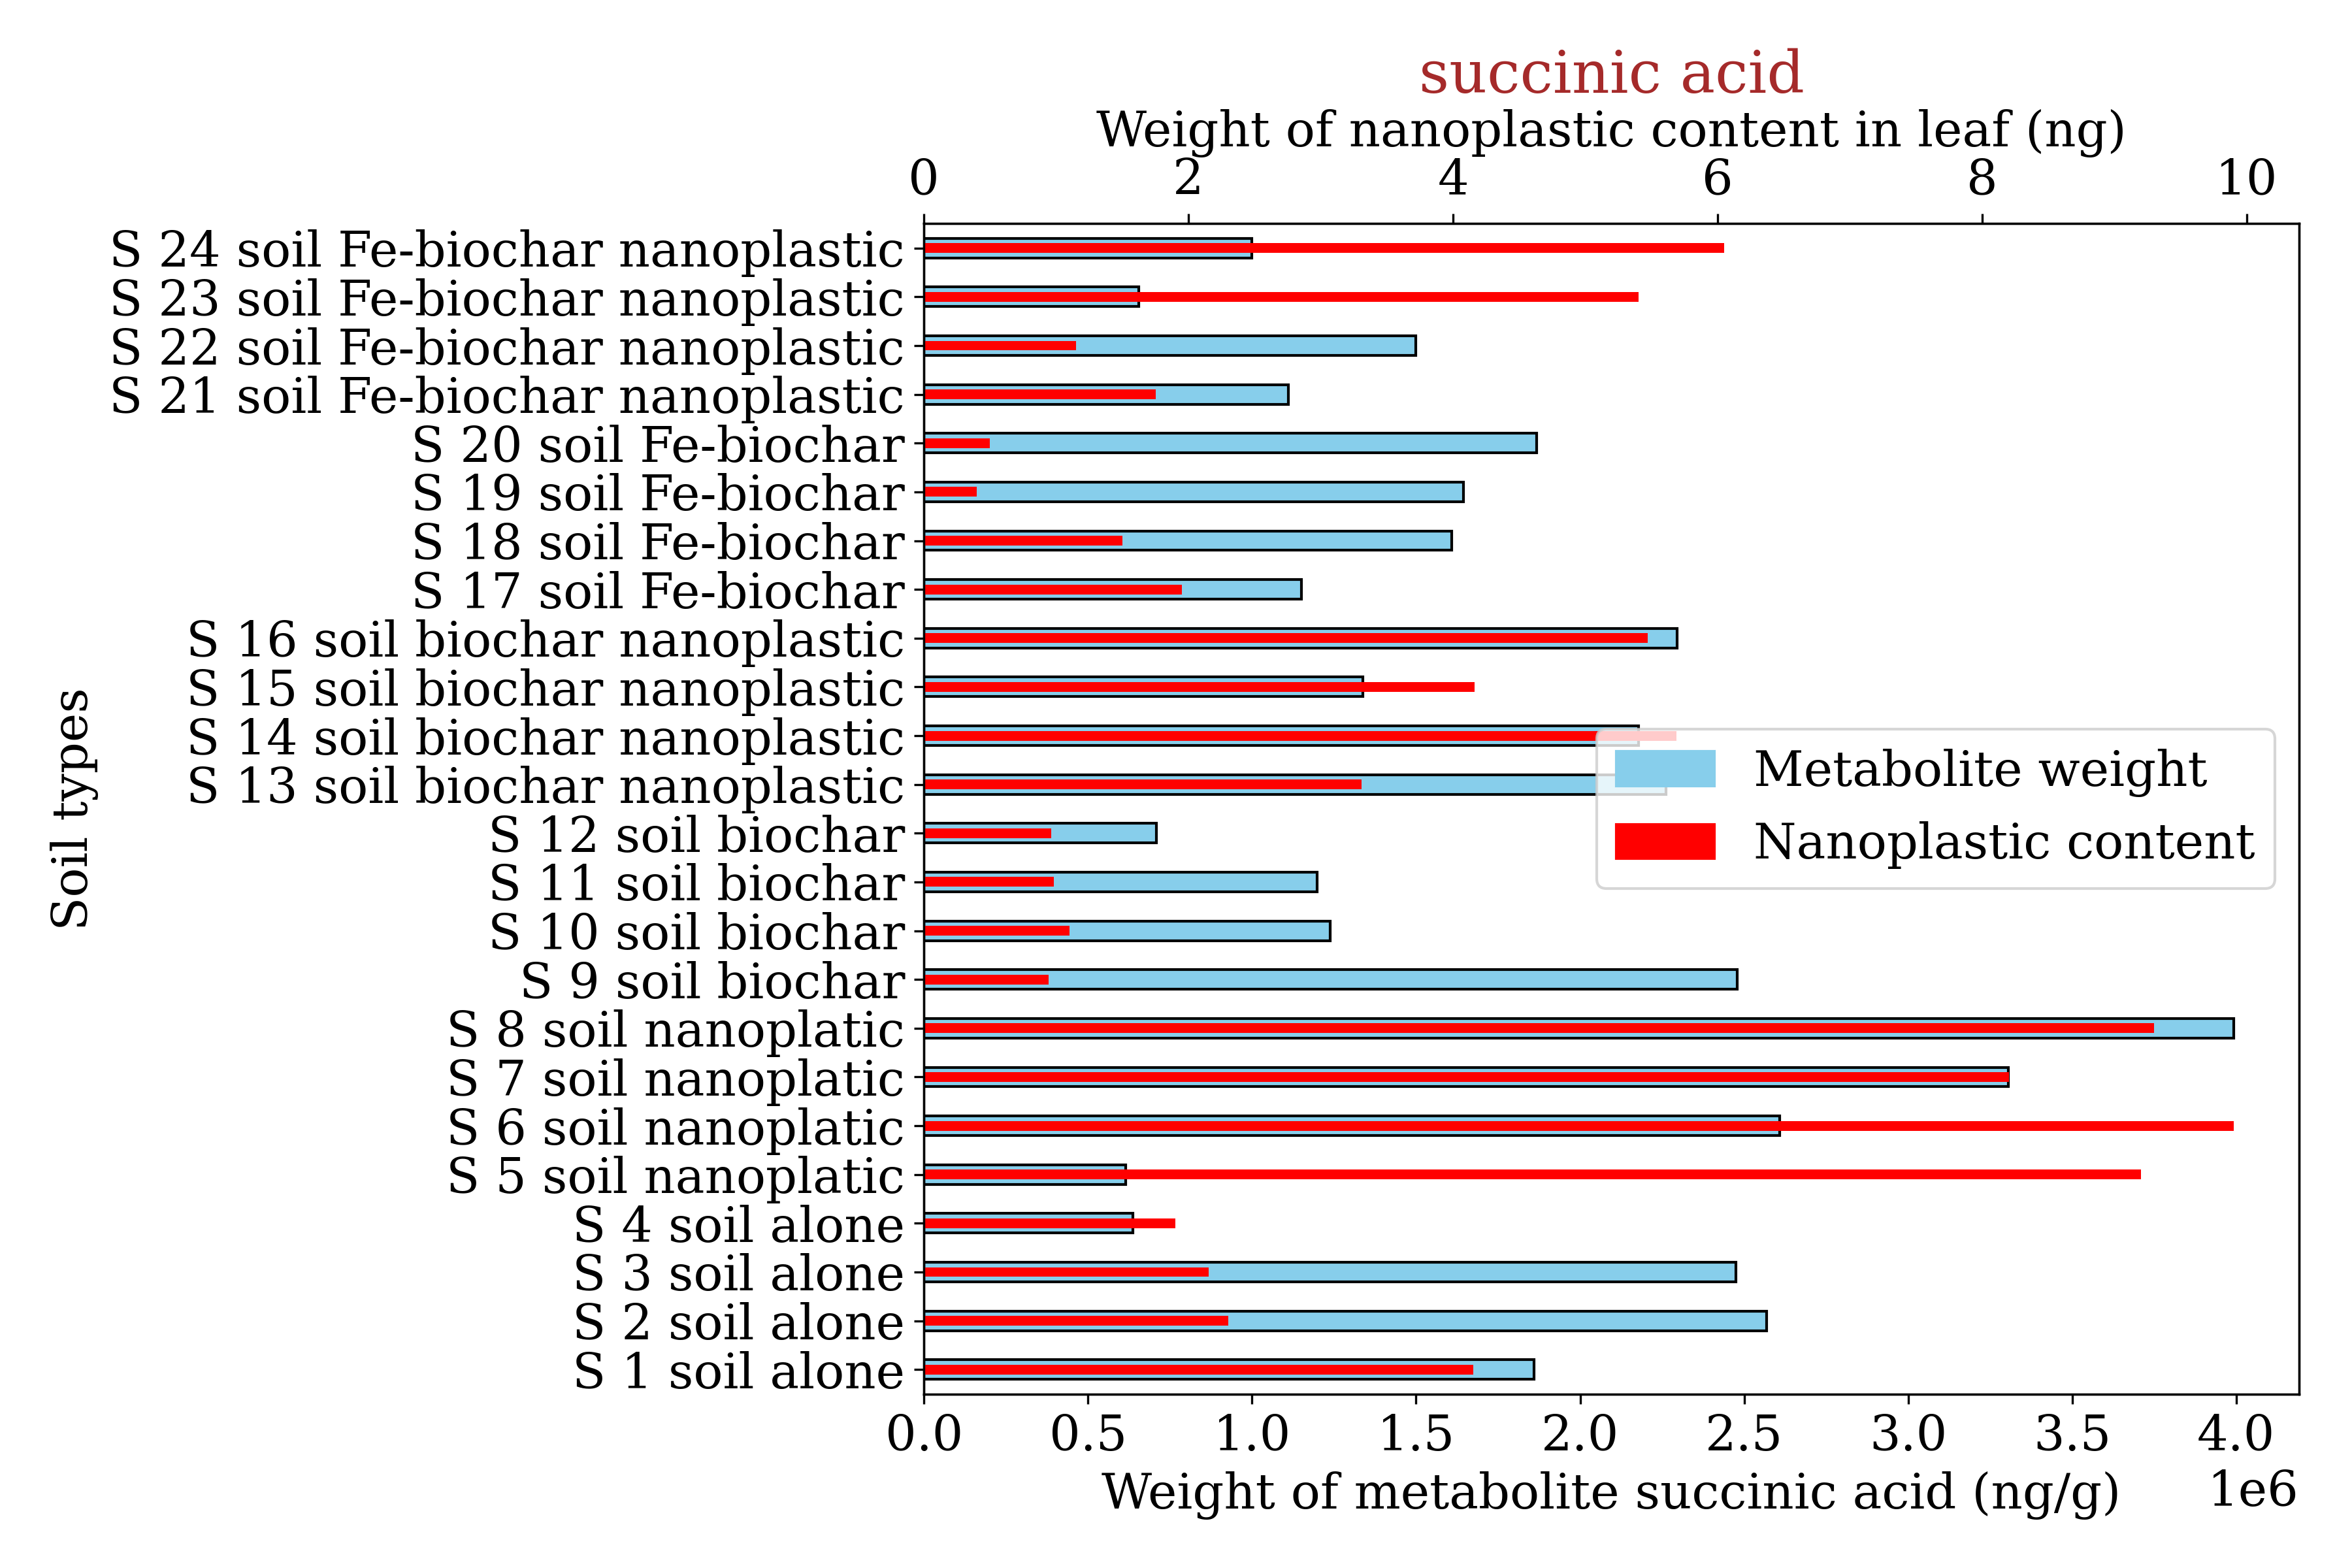 succinic acid
Weight of nanoplastic content in leaf (ng)
0 2 4 6 8 10
S 24 soil Fe-biochar nanoplastic
S 23 soil Fe-biochar nanoplastic
S 22 soil Fe-biochar nanoplastic
S 21 soil Fe-biochar nanoplastic
S 20 soil Fe-biochar
S 19 soil Fe-biochar
S 18 soil Fe-biochar
S 17 soil Fe-biochar
S 16 soil biochar nanoplastic
S 15 soil biochar nanoplastic
S 14 soil biochar nanoplastic
S 13 soil biochar nanoplastic
S 12 soil biochar
S 11 soil biochar
S 10 soil biochar
S 9 soil biochar
S 8 soil nanoplatic
S 7 soil nanoplatic
S 6 soil nanoplatic
S 5 soil nanoplatic
S 4 soil alone
S 3 soil alone
S 2 soil alone
S 1 soil alone
Soil types
Metabolite weight
Nanoplastic content
0.0 0.5 1.0 1.5 2.0 2.5 3.0 3.5 4.0
1e6
Weight of metabolite succinic acid (ng/g)